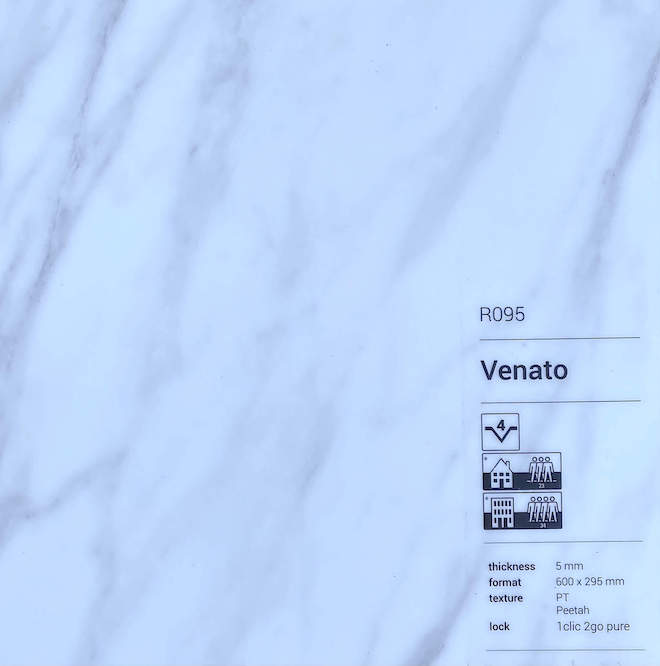 R095
Venato
4
23
34
thickness 5 mm
format 600 x 295 mm
texture PT
Peetah
lock 1clic 2go pure